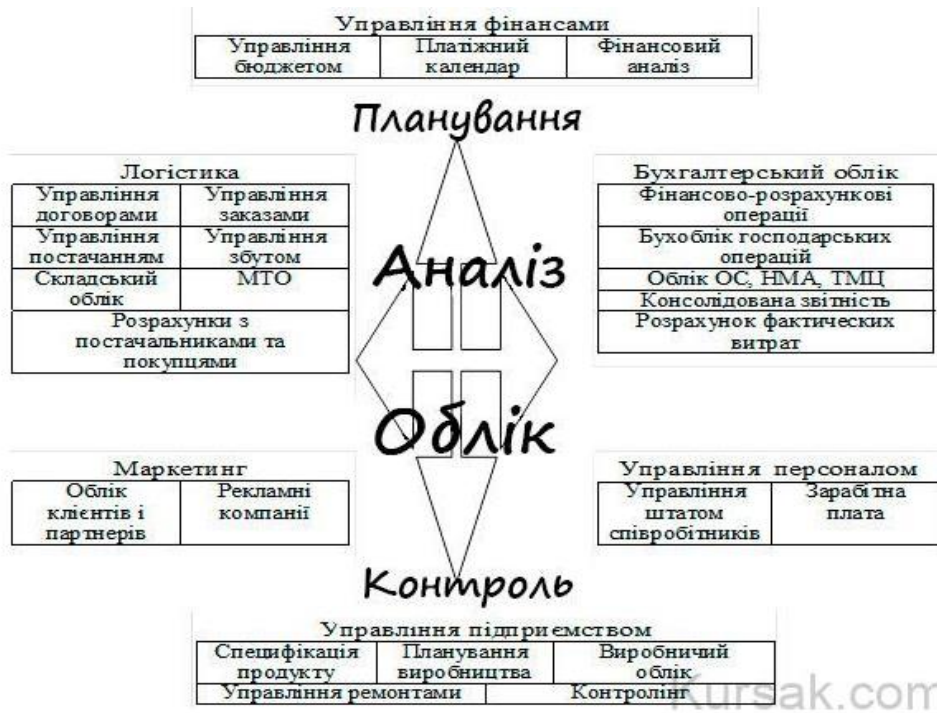 Управління фінансами
Управління бюджетом
Платіжний календар
Фінансовий аналіз
Планування
Логістика
Управління договорами
Управління заказами
Управління постачанням
Управління збутом
Складський облік
МТО
Розрахунки з постачальниками та покупцями
Бухгалтерський облік
Фінансово-розрахункові операції
Бухоблік господарських операцій
Облік ОС, НМА, ТМЦ
Консолідована звітність
Розрахунок фактических витрат
Аналіз
Облік
Маркетинг
Облік клієнтів і партнерів
Рекламні компанії
Управління персоналом
Управління штатом співробітників
Зарабітна плата
Контроль
Управління підприємством
Специфікація продукту
Планування виробництва
Виробничий облік
Управління ремонтами
Контролінг
Kursak.com